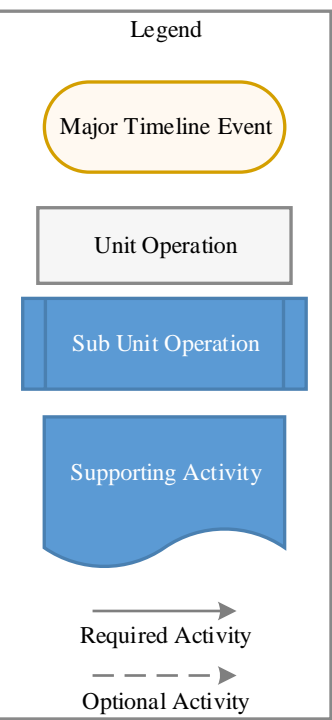 Legend
Major Timeline Event
Unit Operation
Sub Unit Operation
Supporting Activity
Required Activity
Optional Activity